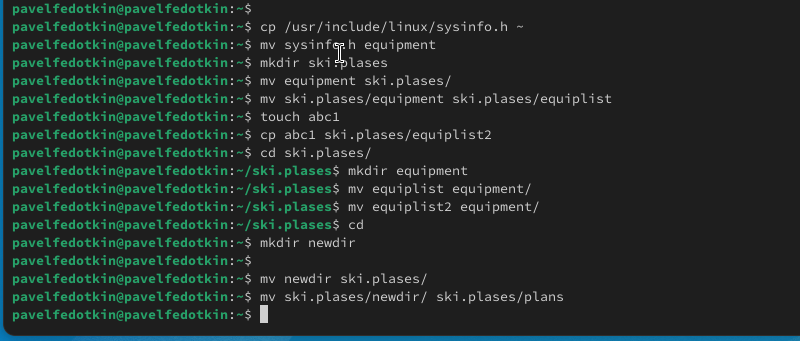 pavelfedotkin@pavelfedotkin:~$
pavelfedotkin@pavelfedotkin:~$ cp /usr/include/linux/sysinfo.h ~
pavelfedotkin@pavelfedotkin:~$ mv sysinfo.h equipment
pavelfedotkin@pavelfedotkin:~$ mkdir ski.plases
pavelfedotkin@pavelfedotkin:~$ mv equipment ski.plases/
pavelfedotkin@pavelfedotkin:~$ mv ski.plases/equipment ski.plases/equiplist
pavelfedotkin@pavelfedotkin:~$ touch abc1
pavelfedotkin@pavelfedotkin:~$ cp abc1 ski.plases/equiplist2
pavelfedotkin@pavelfedotkin:~$ cd ski.plases/
pavelfedotkin@pavelfedotkin:~/ski.plases$ mkdir equipment
pavelfedotkin@pavelfedotkin:~/ski.plases$ mv equiplist equipment/
pavelfedotkin@pavelfedotkin:~/ski.plases$ mv equiplist2 equipment/
pavelfedotkin@pavelfedotkin:~/ski.plases$ cd
pavelfedotkin@pavelfedotkin:~$ mkdir newdir
pavelfedotkin@pavelfedotkin:~$
pavelfedotkin@pavelfedotkin:~$ mv newdir ski.plases/
pavelfedotkin@pavelfedotkin:~$ mv ski.plases/newdir/ ski.plases/plans
pavelfedotkin@pavelfedotkin:~$